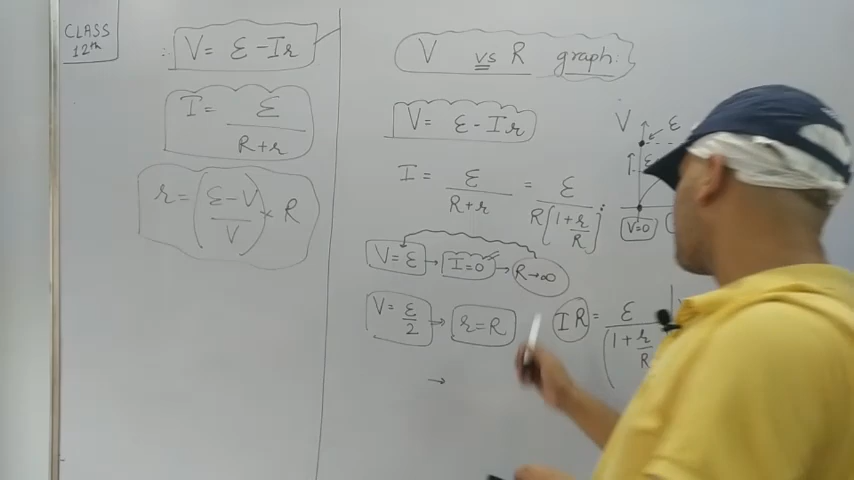 CLASS
12th
∴ V = ε - Ir
I = ε / (R+r)
r = ((ε - V) / V) × R
V vs R graph:
V = ε - Ir
I = ε / (R+r) = ε / (R[1 + r/R])
V = ε → I = 0 → R → ∞
V = ε/2 → r = R
IR = ε / (1 + r/R)
→
V
ε
V=0